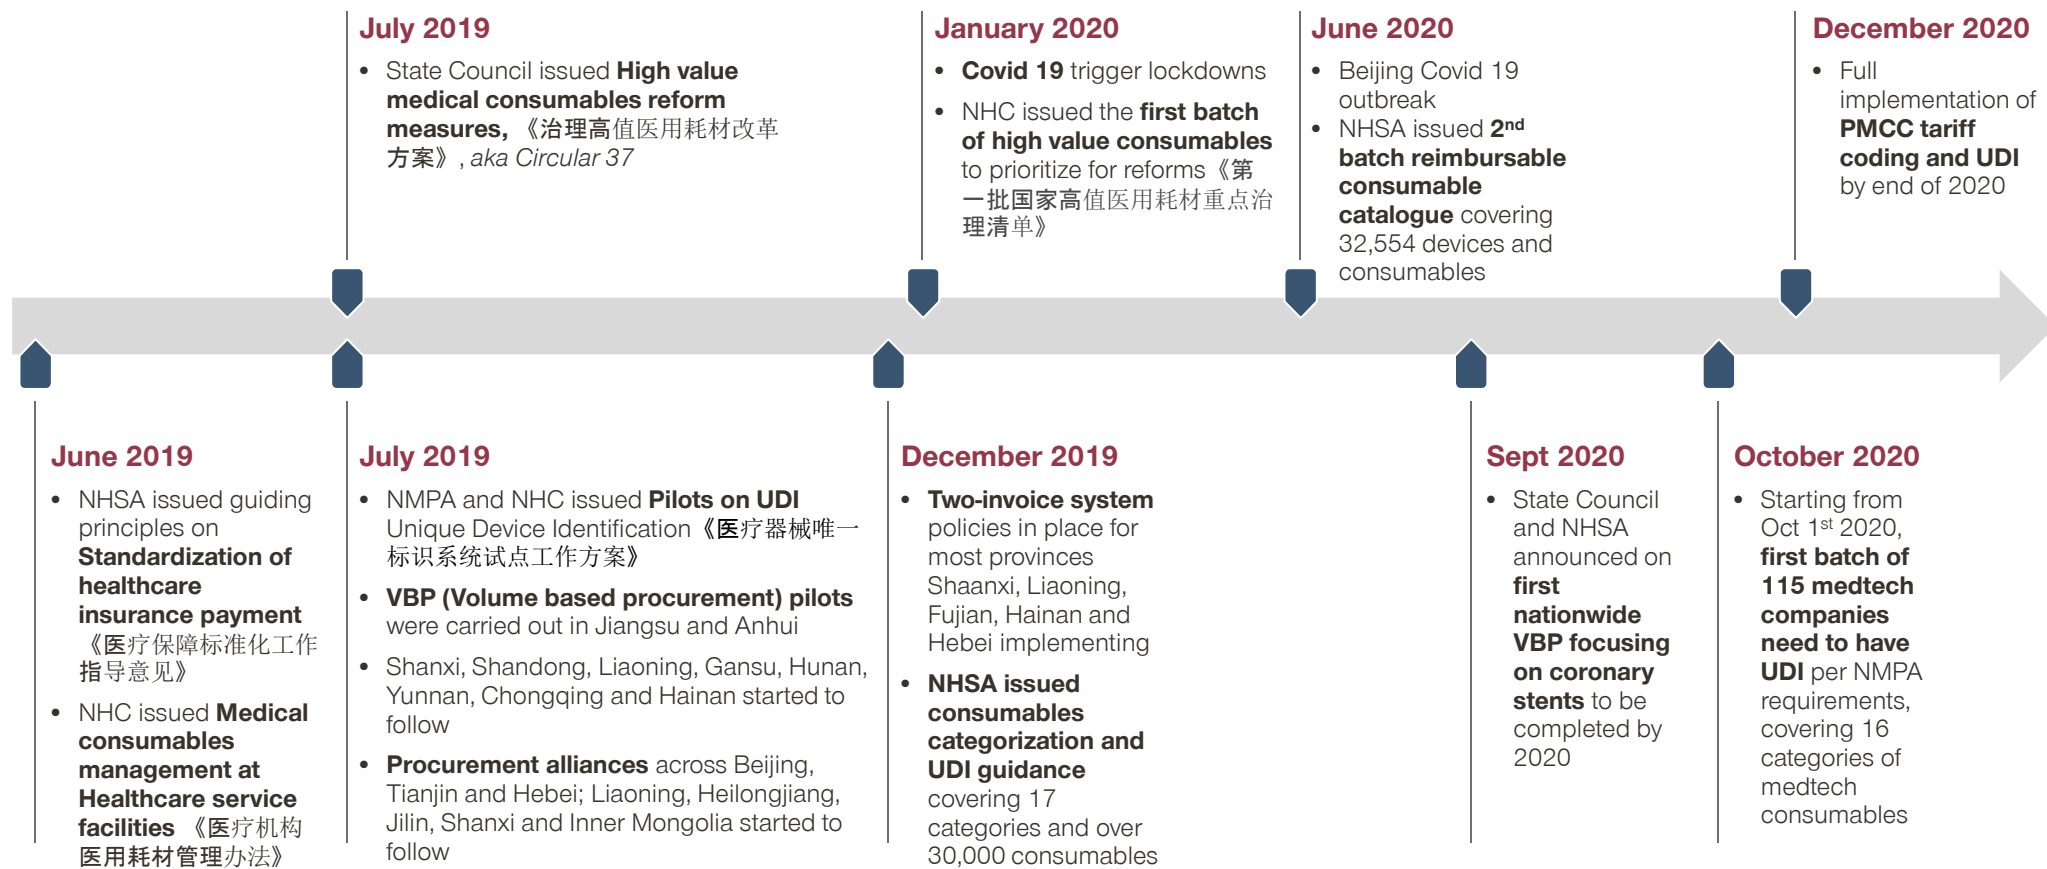 July 2019
• State Council issued High value
medical consumables reform
measures, 《治理高值医用耗材改革
方案》, aka Circular 37
January 2020
• Covid 19 trigger lockdowns
• NHC issued the first batch
of high value consumables
to prioritize for reforms《第
一批国家高值医用耗材重点治
理清单》
June 2020
• Beijing Covid 19
outbreak
• NHSA issued 2nd
batch reimbursable
consumable
catalogue covering
32,554 devices and
consumables
December 2020
• Full
implementation of
PMCC tariff
coding and UDI
by end of 2020
June 2019
• NHSA issued guiding
principles on
Standardization of
healthcare
insurance payment
《医疗保障标准化工作
指导意见》
• NHC issued Medical
consumables
management at
Healthcare service
facilities 《医疗机构
医用耗材管理办法》
July 2019
• NMPA and NHC issued Pilots on UDI
Unique Device Identification《医疗器械唯一
标识系统试点工作方案》
• VBP (Volume based procurement) pilots
were carried out in Jiangsu and Anhui
• Shanxi, Shandong, Liaoning, Gansu, Hunan,
Yunnan, Chongqing and Hainan started to
follow
• Procurement alliances across Beijing,
Tianjin and Hebei; Liaoning, Heilongjiang,
Jilin, Shanxi and Inner Mongolia started to
follow
December 2019
• Two-invoice system
policies in place for
most provinces
Shaanxi, Liaoning,
Fujian, Hainan and
Hebei implementing
• NHSA issued
consumables
categorization and
UDI guidance
covering 17
categories and over
30,000 consumables
Sept 2020
• State Council
and NHSA
announced on
first
nationwide
VBP focusing
on coronary
stents to be
completed by
2020
October 2020
• Starting from
Oct 1st 2020,
first batch of
115 medtech
companies
need to have
UDI per NMPA
requirements,
covering 16
categories of
medtech
consumables